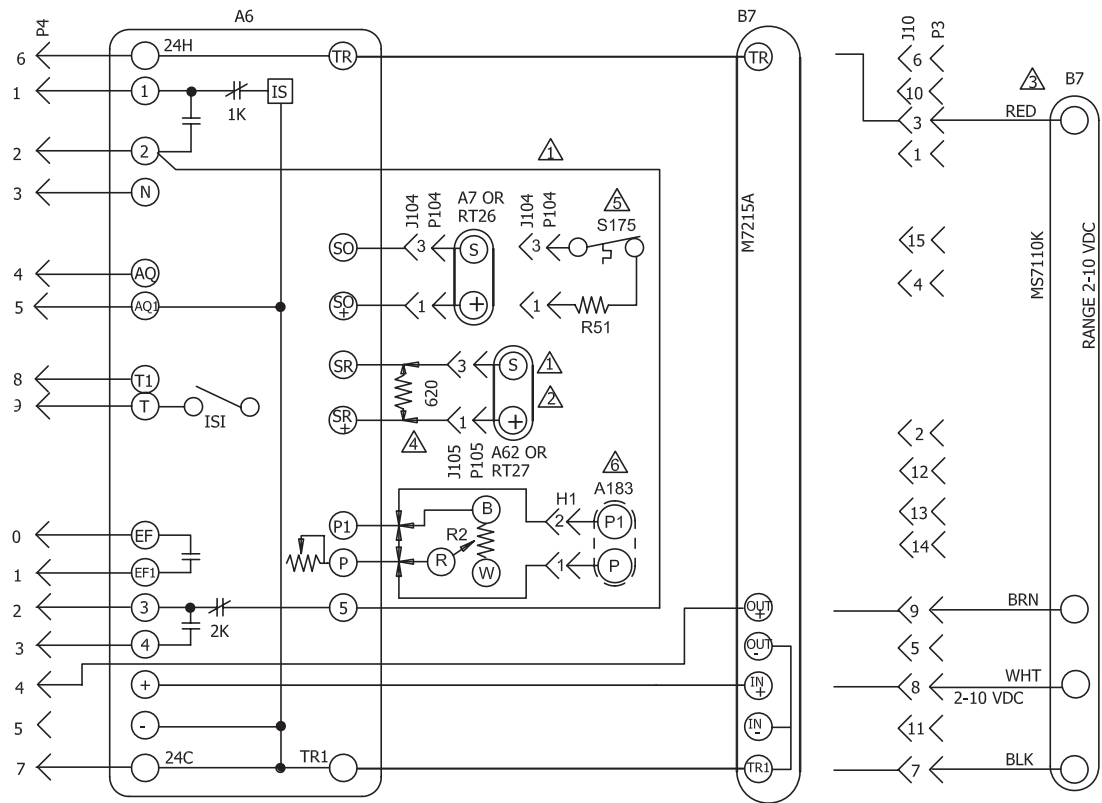 P4
A6
B7
J10
P3
6
24H
TR
TR
6
3
B7
1
1
1K
IS
10
3
RED
2
2
1
1
3
N
J104
P104
A7 OR
RT26
J104
P104
5
S175
M7215A
MS7110K
RANGE 2-10 VDC
SO
3
S
3
15
4
AQ
4
5
AQ1
SO
+
1
+
1
R51
8
T1
SR
3
S
1
620
9
T
ISI
SR
+
1
+
2
2
4
J105
P105
A62 OR
RT27
6
A183
12
H1
B
P1
2
P1
13
0
EF
R2
14
P
R
1
P
1
EF1
W
2
3
2K
5
OUT
+
9
BRN
3
4
OUT
-
5
4
+
IN
+
8
WHT
2-10 VDC
5
-
IN
-
11
7
24C
TR1
TR1
7
BLK